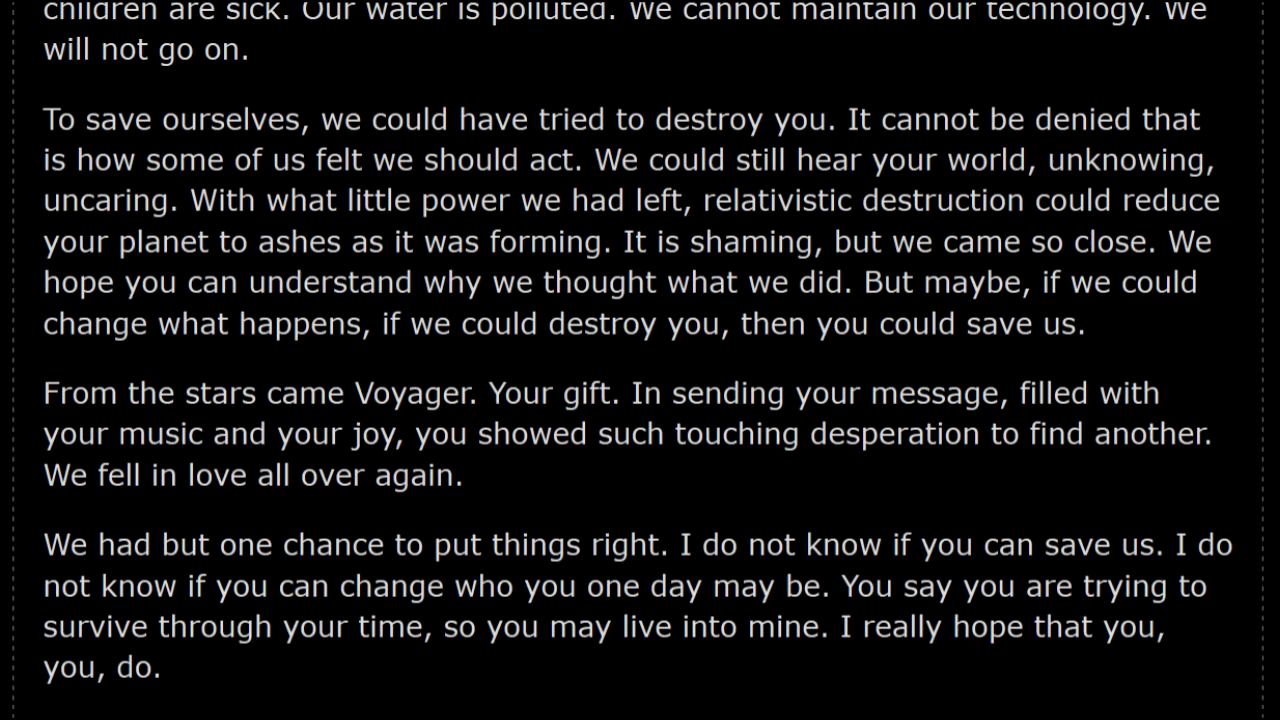 children are sick. Our water is polluted. We cannot maintain our technology. We
will not go on.
To save ourselves, we could have tried to destroy you. It cannot be denied that
is how some of us felt we should act. We could still hear your world, unknowing,
uncaring. With what little power we had left, relativistic destruction could reduce
your planet to ashes as it was forming. It is shaming, but we came so close. We
hope you can understand why we thought what we did. But maybe, if we could
change what happens, if we could destroy you, then you could save us.
From the stars came Voyager. Your gift. In sending your message, filled with
your music and your joy, you showed such touching desperation to find another.
We fell in love all over again.
We had but one chance to put things right. I do not know if you can save us. I do
not know if you can change who you one day may be. You say you are trying to
survive through your time, so you may live into mine. I really hope that you,
you, do.